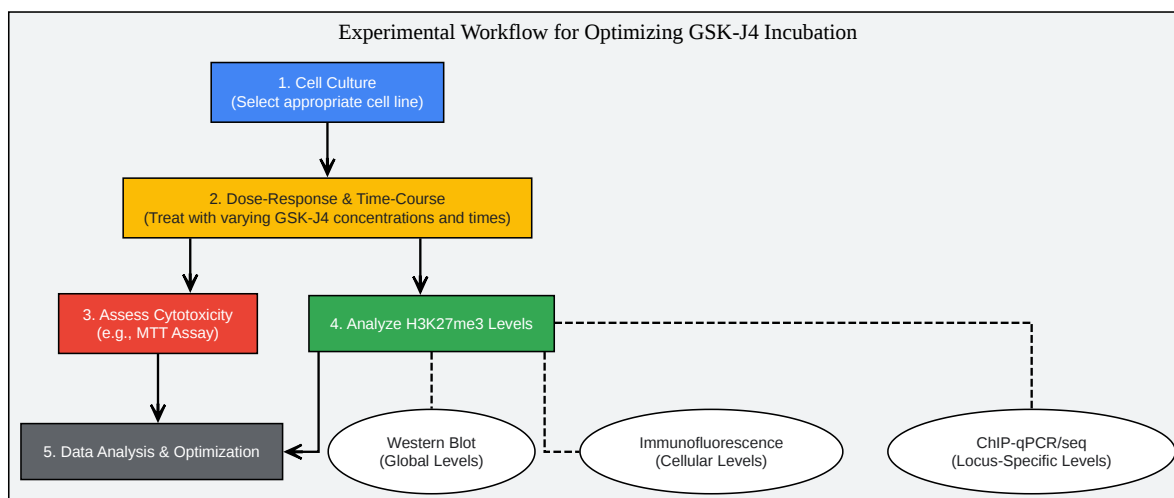 Experimental Workflow for Optimizing GSK-J4 Incubation
1. Cell Culture
(Select appropriate cell line)
2. Dose-Response & Time-Course
(Treat with varying GSK-J4 concentrations and times)
3. Assess Cytotoxicity
(e.g., MTT Assay)
4. Analyze H3K27me3 Levels
5. Data Analysis & Optimization
Western Blot
(Global Levels)
Immunofluorescence
(Cellular Levels)
ChIP-qPCR/seq
(Locus-Specific Levels)